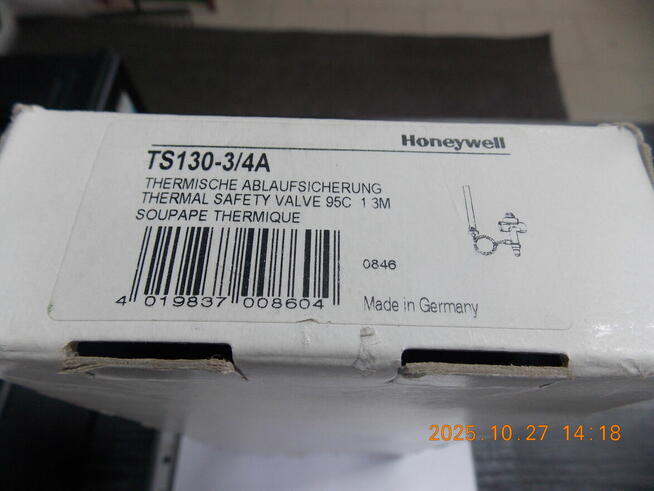 Honeywell
TS130-3/4A
THERMISCHE ABLAUFSICHERUNG
THERMAL SAFETY VALVE 95C 1 3M
SOUPAPE THERMIQUE
0846
4 019837 008604
Made in Germany
2025.10.27 14:18